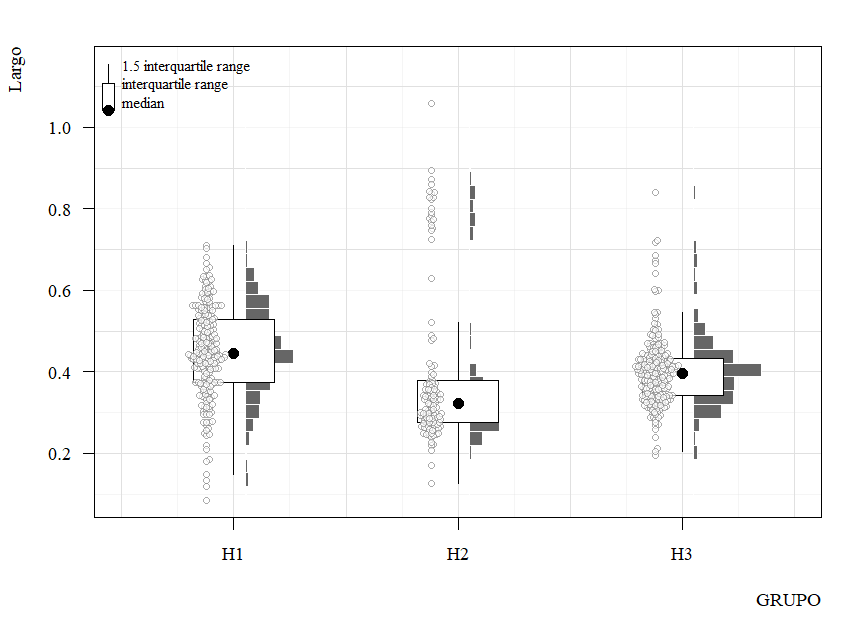 Largo
1.5 interquartile range
interquartile range
median
1.0
0.8
0.6
0.4
0.2
H1 H2 H3
GRUPO